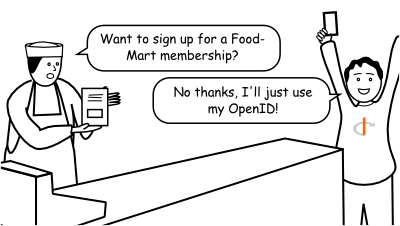 Want to sign up for a Food-
Mart membership?
No thanks, I'll just use
my OpenID!